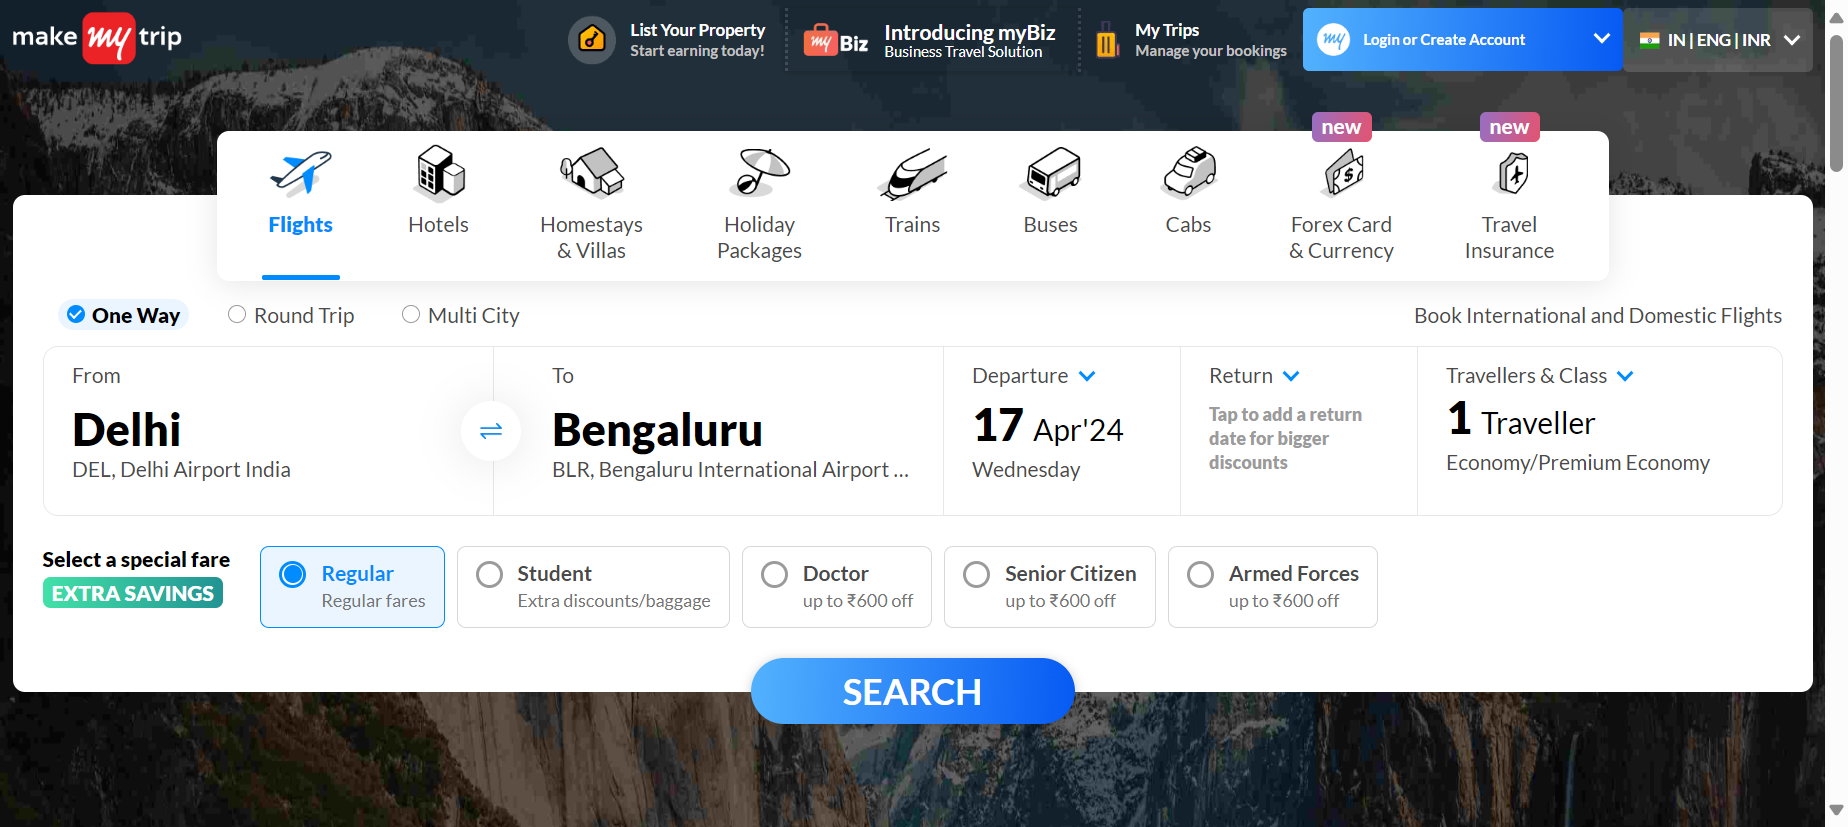 make my trip
List Your Property
Start earning today!
my Biz
Introducing myBiz
Business Travel Solution
My Trips
Manage your bookings
my Login or Create Account
IN | ENG | INR
new
new
Flights
Hotels
Homestays
& Villas
Holiday
Packages
Trains
Buses
Cabs
Forex Card
& Currency
Travel
Insurance
One Way
Round Trip
Multi City
Book International and Domestic Flights
From
Delhi
DEL, Delhi Airport India
To
Bengaluru
BLR, Bengaluru International Airport ...
Departure
17 Apr'24
Wednesday
Return
Tap to add a return
date for bigger
discounts
Travellers & Class
1 Traveller
Economy/Premium Economy
Select a special fare
EXTRA SAVINGS
Regular
Regular fares
Student
Extra discounts/baggage
Doctor
up to ₹600 off
Senior Citizen
up to ₹600 off
Armed Forces
up to ₹600 off
SEARCH